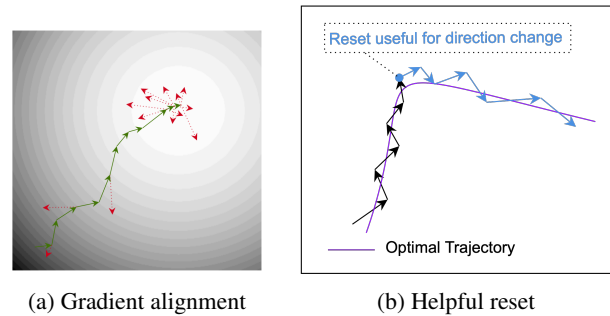 Reset useful for direction change
Optimal Trajectory
(a) Gradient alignment
(b) Helpful reset